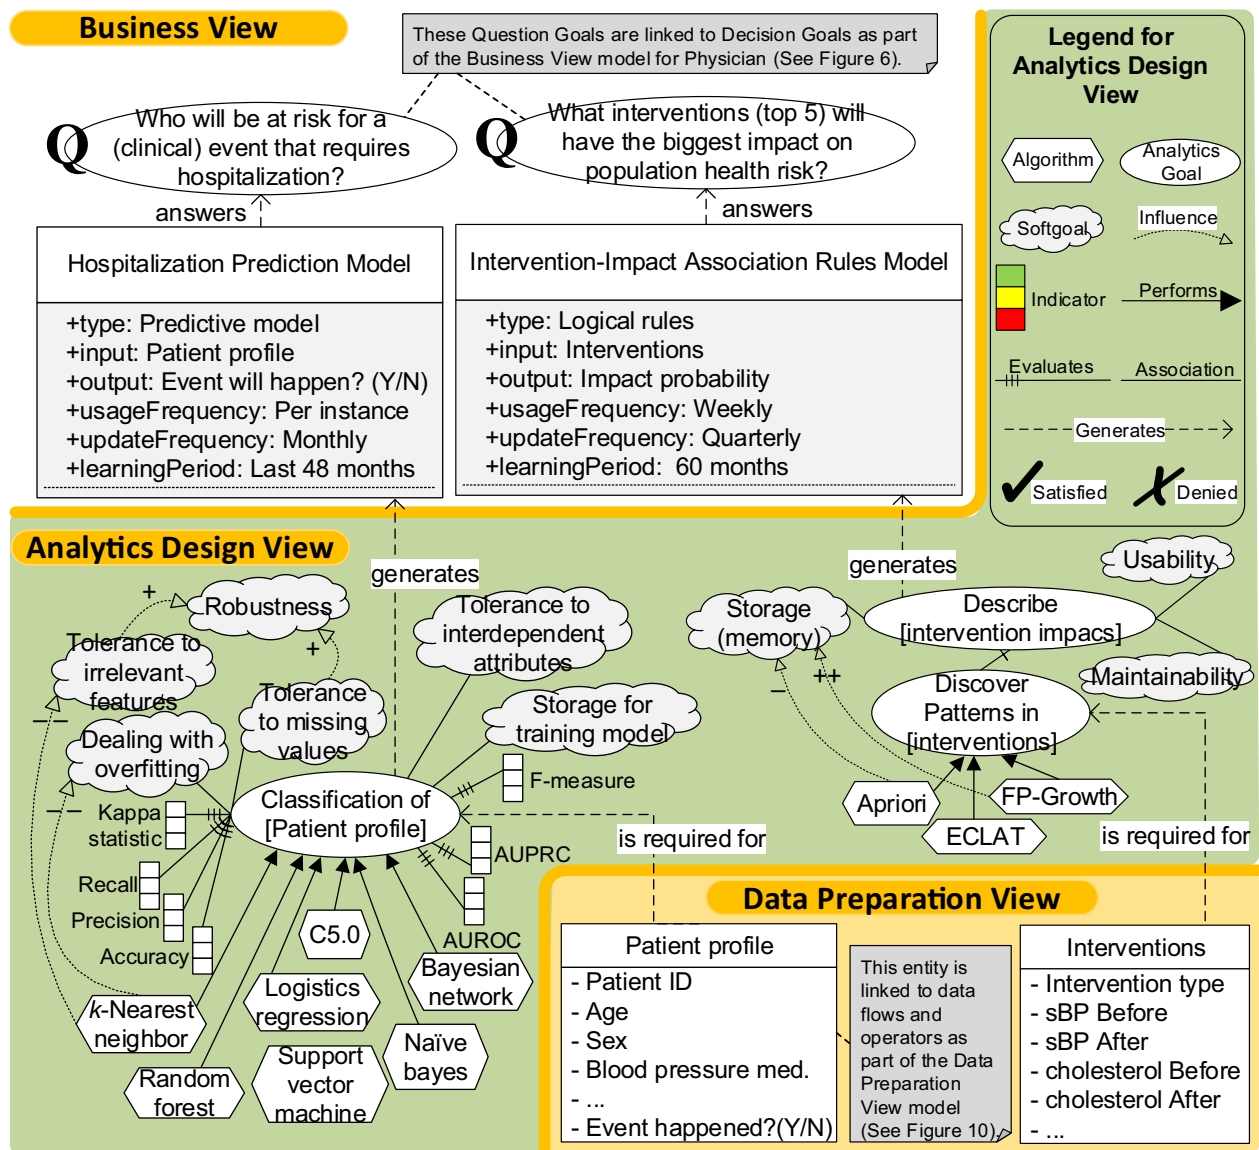 Business View
These Question Goals are linked to Decision Goals as part
of the Business View model for Physician (See Figure 6).
Q
Who will be at risk for a
(clinical) event that requires
hospitalization?
Q
What interventions (top 5) will
have the biggest impact on
population health risk?
answers
answers
Hospitalization Prediction Model
+type: Predictive model
+input: Patient profile
+output: Event will happen? (Y/N)
+usageFrequency: Per instance
+updateFrequency: Monthly
+learningPeriod: Last 48 months
Intervention-Impact Association Rules Model
+type: Logical rules
+input: Interventions
+output: Impact probability
+usageFrequency: Weekly
+updateFrequency: Quarterly
+learningPeriod:  60 months
Legend for
Analytics Design
View
Algorithm
Analytics
Goal
Softgoal
Influence
Indicator
Performs
Evaluates
Association
Generates
Satisfied
Denied
Analytics Design View
generates
generates
+
Robustness
+
Tolerance to
irrelevant
features
– –
Tolerance
to missing
values
Dealing with
overfitting
– –
Tolerance to
interdependent
attributes
Storage for
training model
Classification of
[Patient profile]
Kappa
statistic
Recall
Precision
Accuracy
F-measure
AUPRC
AUROC
C5.0
Logistics
regression
Bayesian
network
k-Nearest
neighbor
Random
forest
Support
vector
machine
Naïve
bayes
Usability
Storage
(memory)
Describe
[intervention impacs]
Maintainability
–
++
Discover
Patterns in
[interventions]
Apriori
FP-Growth
ECLAT
is required for
is required for
Data Preparation View
Patient profile
- Patient ID
- Age
- Sex
- Blood pressure med.
- ...
- Event happened?(Y/N)
This entity is
linked to data
flows and
operators as
part of the Data
Preparation
View model
(See Figure 10).
Interventions
- Intervention type
- sBP Before
- sBP After
- cholesterol Before
- cholesterol After
- ...